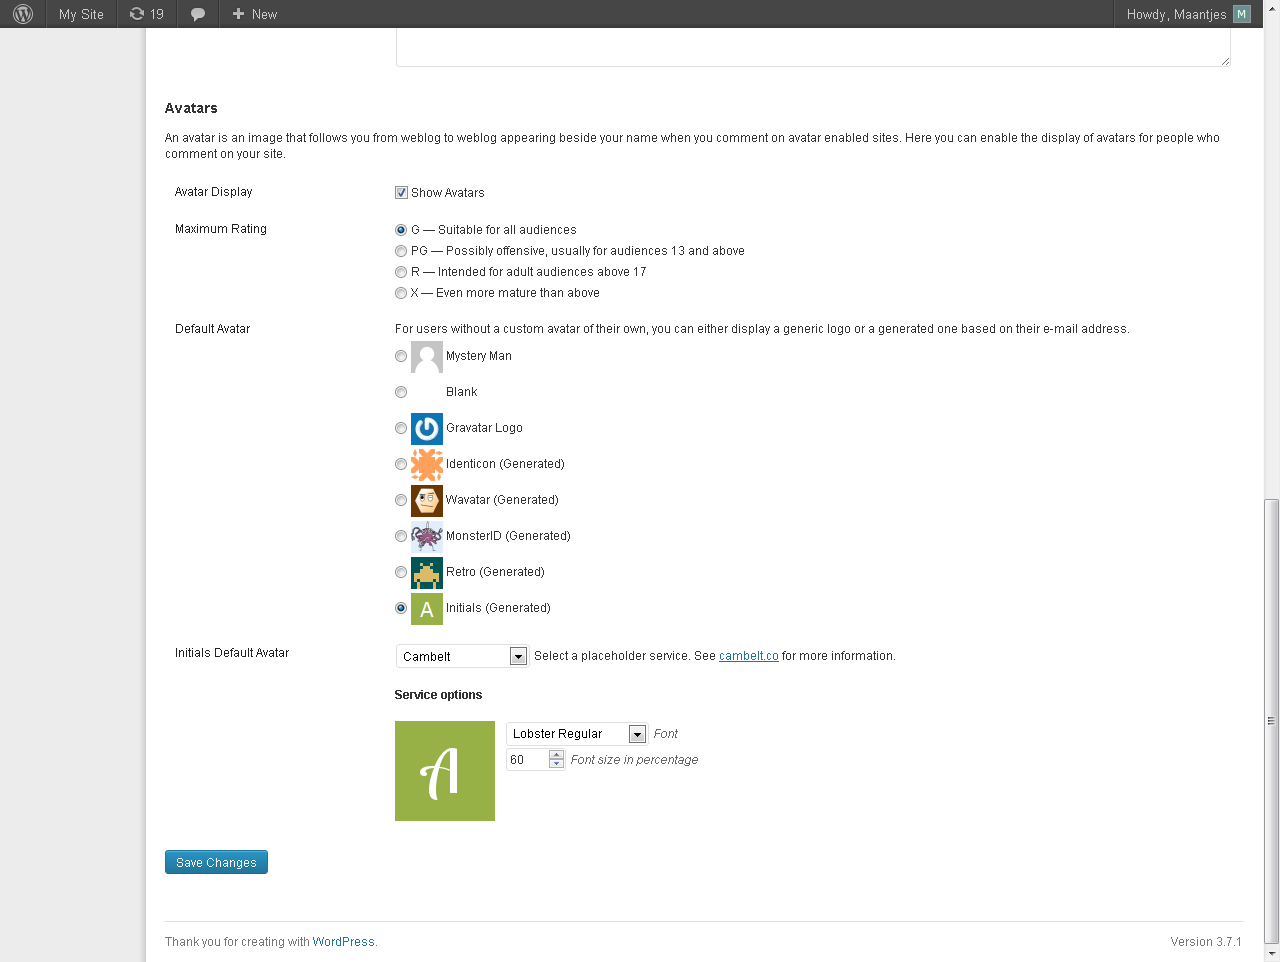 My Site 19 New Howdy, Maantjes M
Avatars
An avatar is an image that follows you from weblog to weblog appearing beside your name when you comment on avatar enabled sites. Here you can enable the display of avatars for people who
comment on your site.
Avatar Display Show Avatars
Maximum Rating G — Suitable for all audiences
PG — Possibly offensive, usually for audiences 13 and above
R — Intended for adult audiences above 17
X — Even more mature than above
Default Avatar For users without a custom avatar of their own, you can either display a generic logo or a generated one based on their e-mail address.
Mystery Man
Blank
Gravatar Logo
Identicon (Generated)
Wavatar (Generated)
MonsterID (Generated)
Retro (Generated)
A Initials (Generated)
Initials Default Avatar Cambelt Select a placeholder service. See cambelt.co for more information.
Service options
Lobster Regular Font
60 Font size in percentage
A
Save Changes
Thank you for creating with WordPress. Version 3.7.1